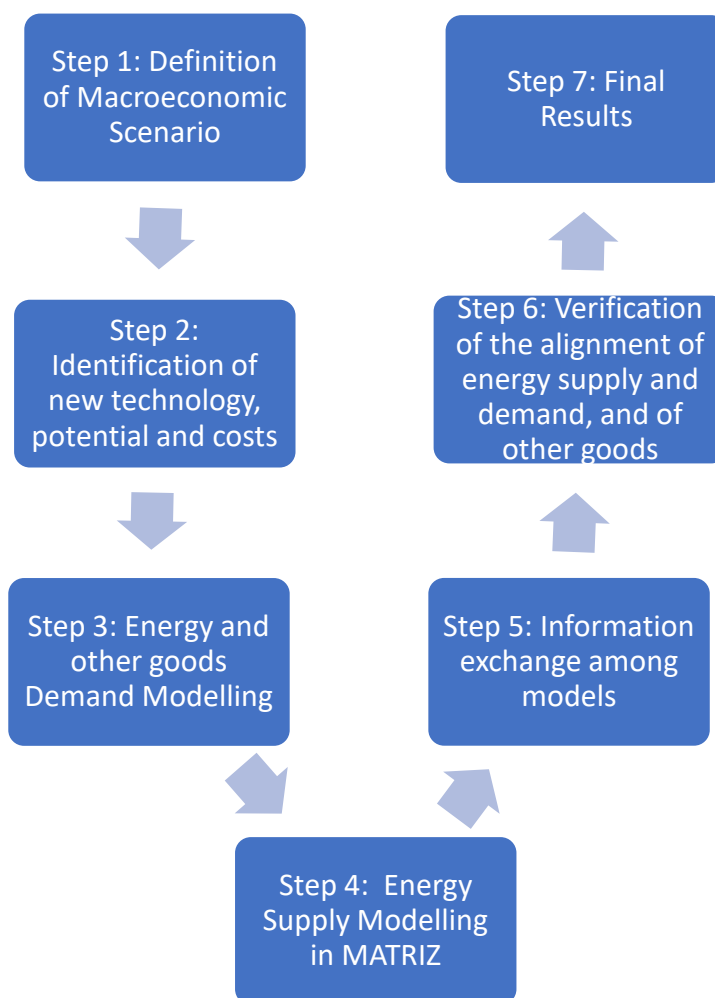 Step 1: Definition
of Macroeconomic
Scenario
Step 2:
Identification of
new technology,
potential and costs
Step 3: Energy and
other goods
Demand Modelling
Step 4:  Energy
Supply Modelling
in MATRIZ
Step 5: Information
exchange among
models
Step 6: Verification
of the alignment of
energy supply and
demand, and of
other goods
Step 7: Final
Results